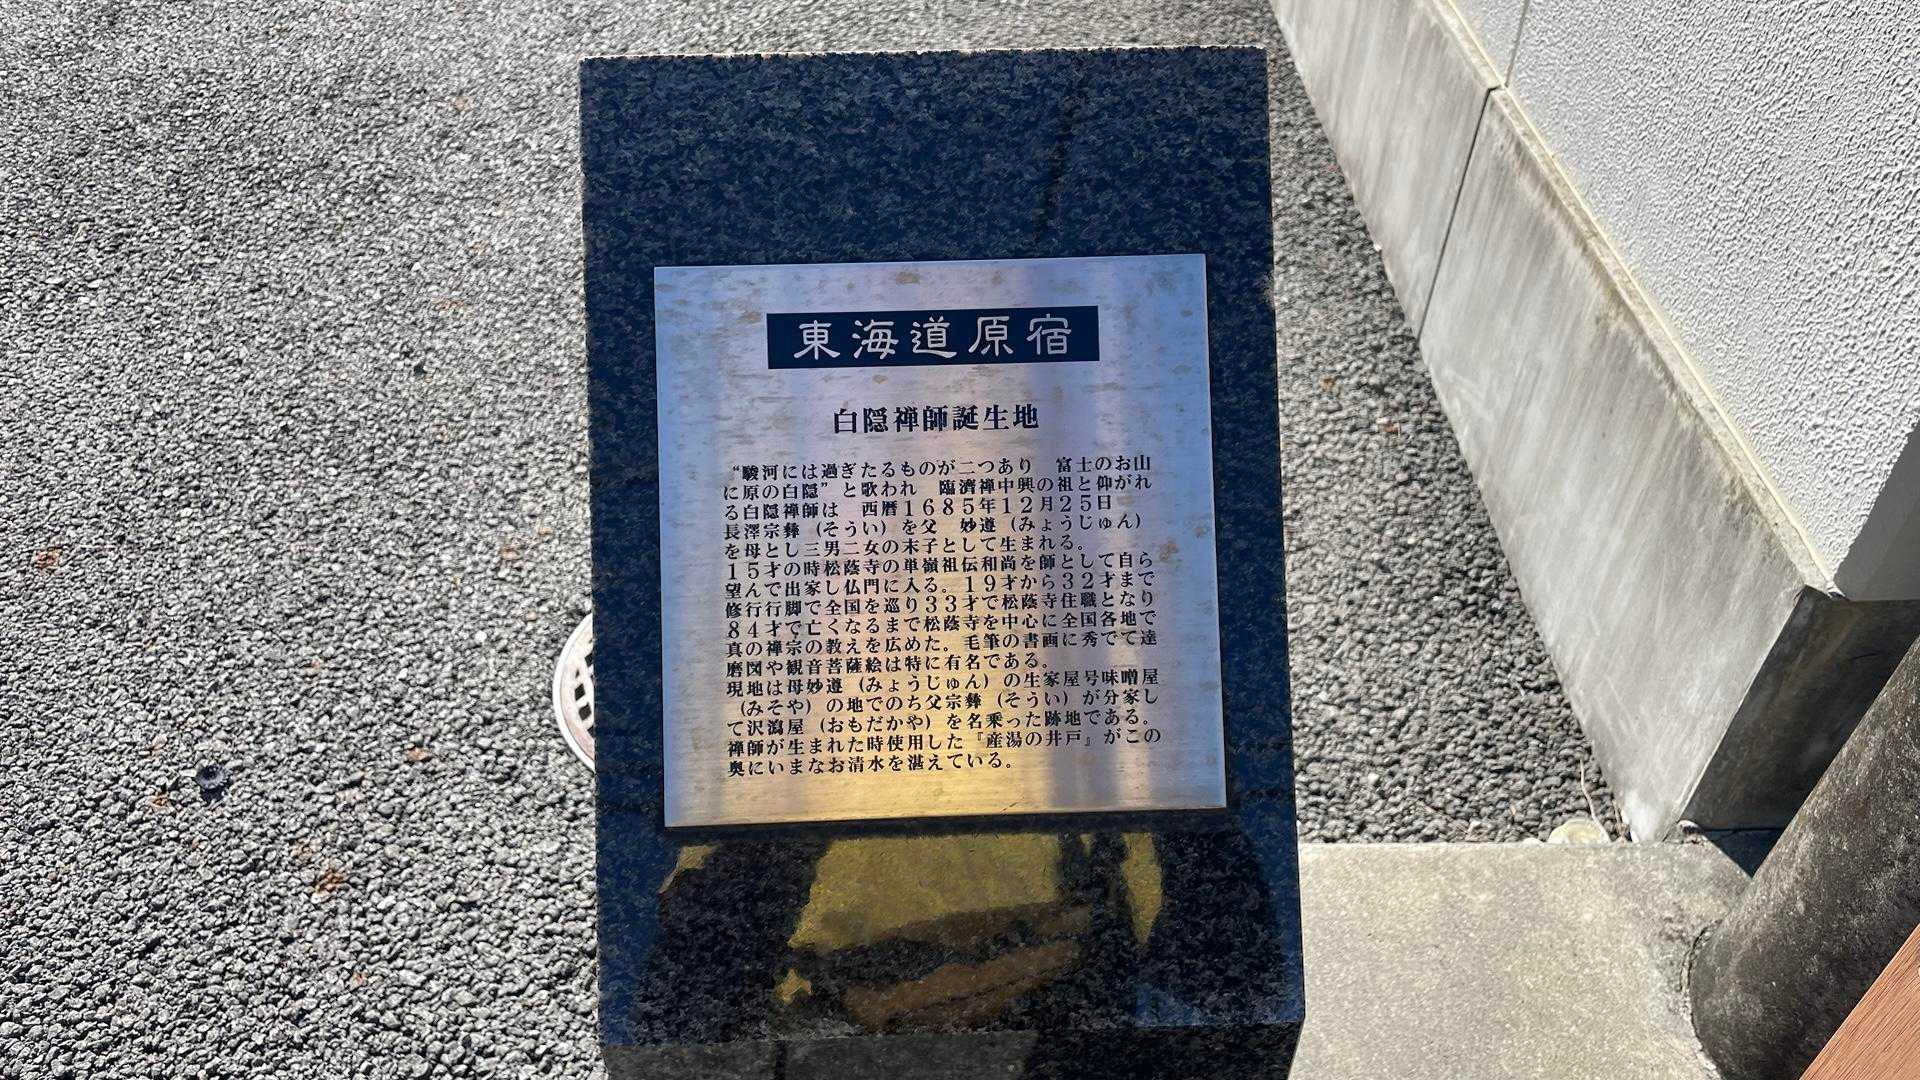 東海道原宿
白隠禅師誕生地
“駿河には過ぎたるものが二つあり　富士のお山
に原の白隠”と歌われ　臨濟禅中興の祖と仰がれ
る白隠禅師は　西暦１６８５年１２月２５日
長澤宗彝（そうい）を父　妙遵（みょうじゅん）
を母とし三男二女の末子として生まれる。
１５才の時松蔭寺の単嶺祖伝和尚を師として自ら
望んで出家し仏門に入る。１９才から３２才まで
修行行脚で全国を巡り３３才で松蔭寺住職となり
８４才で亡くなるまで松蔭寺を中心に全国各地で
真の禅宗の教えを広めた。毛筆の書画に秀でて達
磨図や観音菩薩絵は特に有名である。
現地は母妙遵（みょうじゅん）の生家屋号味噌屋
（みそや）の地でのち父宗彝（そうい）が分家し
て沢瀉屋（おもだかや）を名乗った跡地である。
禅師が生まれた時使用した『産湯の井戸』がこの
奥にいまなお清水を湛えている。